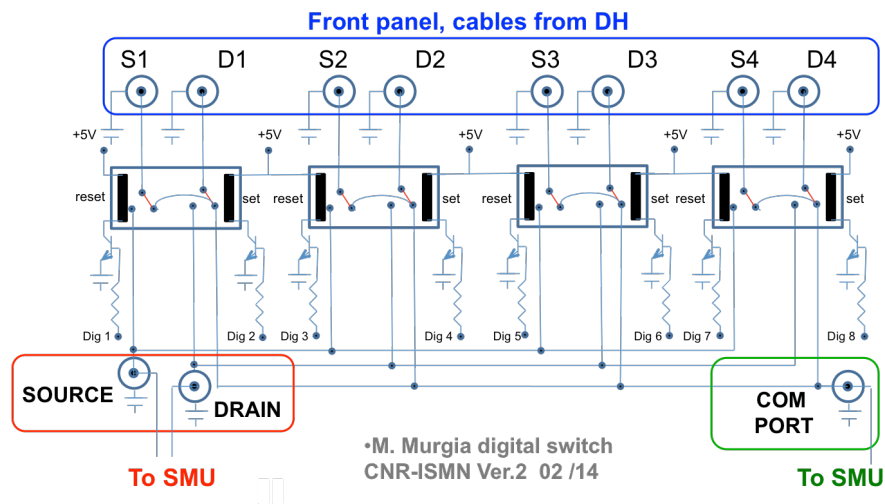 Front panel, cables from DH
S1 D1 S2 D2 S3 D3 S4 D4
+5V +5V +5V +5V +5V
reset set reset set reset set reset set
Dig 1 Dig 2 Dig 3 Dig 4 Dig 5 Dig 6 Dig 7 Dig 8
SOURCE
DRAIN
COM
PORT
•M. Murgia digital switch
CNR-ISMN Ver.2 02 /14
To SMU
To SMU